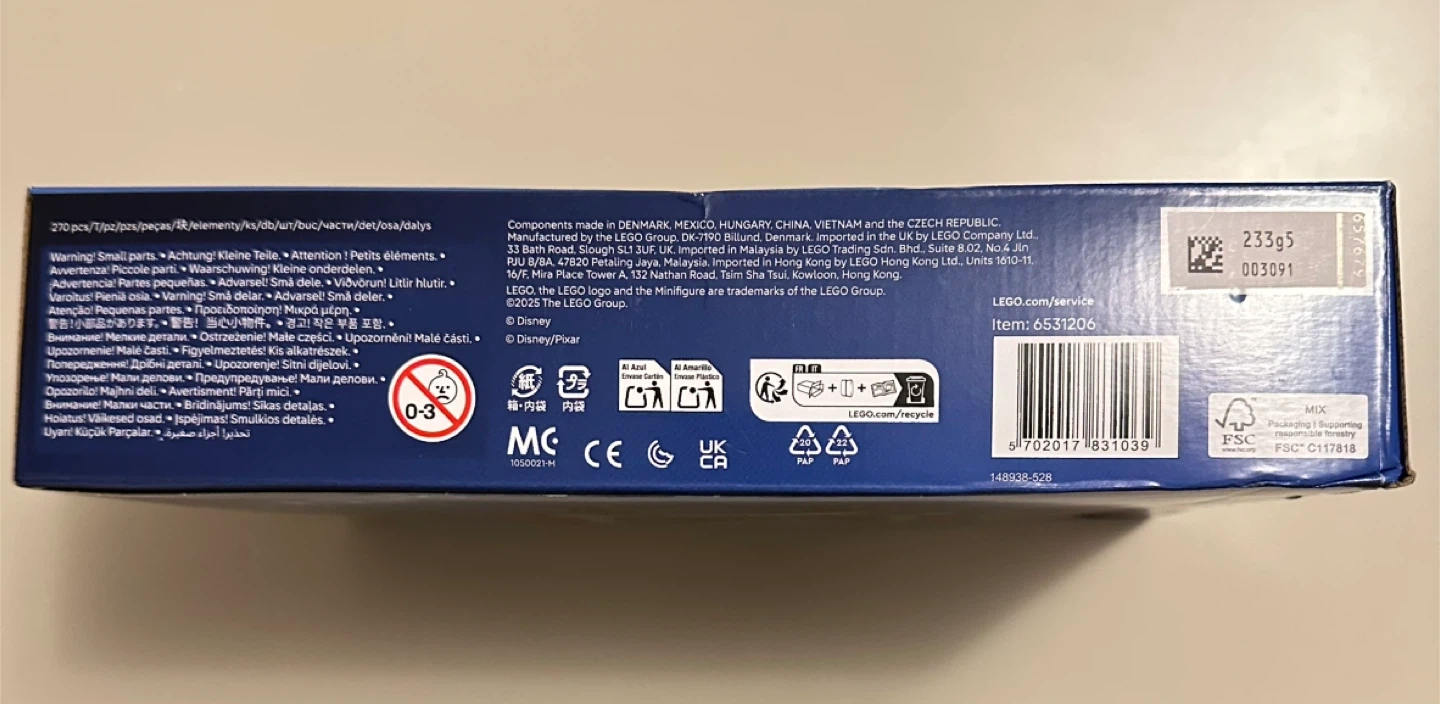 270 pcs/T/pz/pzs/peças/块/elementy/ks/db/шт/buc/части/det/osa/dalys
Warning! Small parts. • Achtung! Kleine Teile. • Attention ! Petits éléments. •
Avvertenza! Piccole parti. • Waarschuwing! Kleine onderdelen. •
¡Advertencia! Partes pequeñas. • Advarsel! Små dele. • Viðvörun! Litlir hlutir. •
Varoitus! Pieniä osia. • Varning! Små delar. • Advarsel! Små deler. •
Atenção! Pequenas partes. • Προειδοποίηση! Μικρά μέρη. •
警告！小部品があります。 • 警告！ 当心小物件。 • 경고! 작은 부품 포함. •
Внимание! Мелкие детали. • Ostrzeżenie! Małe części. • Upozornění! Malé části. •
Upozornenie! Malé časti. • Figyelmeztetés! Kis alkatrészek. •
Попередження! Дрібні деталі. • Upozorenje! Sitni dijelovi. •
Упозорење! Мали делови. • Предупредување! Мали делови. •
Opozorilo! Majhni deli. • Avertisment! Părți mici. •
Внимание! Малки части. • Brīdinājums! Sīkas detaļas. •
Hoiatus! Väikesed osad. • Įspėjimas! Smulkios detalės. •
Uyarı! Küçük Parçalar. • تحذير! أجزاء صغيرة. •
0-3
Components made in DENMARK, MEXICO, HUNGARY, CHINA, VIETNAM and the CZECH REPUBLIC.
Manufactured by the LEGO Group. DK-7190 Billund, Denmark. Imported in the UK by LEGO Company Ltd.,
33 Bath Road, Slough SL1 3UF, UK. Imported in Malaysia by LEGO Trading Sdn. Bhd., Suite 8.02, No.4 Jln
PJU 8/8A, 47820 Petaling Jaya, Malaysia. Imported in Hong Kong by LEGO Hong Kong Ltd., Units 1610-11,
16/F, Mira Place Tower A, 132 Nathan Road, Tsim Sha Tsui, Kowloon, Hong Kong.
LEGO, the LEGO logo and the Minifigure are trademarks of the LEGO Group.
©2025 The LEGO Group.
© Disney
© Disney/Pixar
紙
箱・内袋
プラ
内袋
Al Azul
Envase Cartón
Al Amarillo
Envase Plástico
FR IT
LEGO.com/recycle
MC
1050021-M
CE
UK
CA
20
PAP
22
PAP
LEGO.com/service
Item: 6531206
5 702017 831039
148938-528
233g5
003091
657679
FSC
www.fsc.org
MIX
Packaging | Supporting
responsible forestry
FSC™ C117818